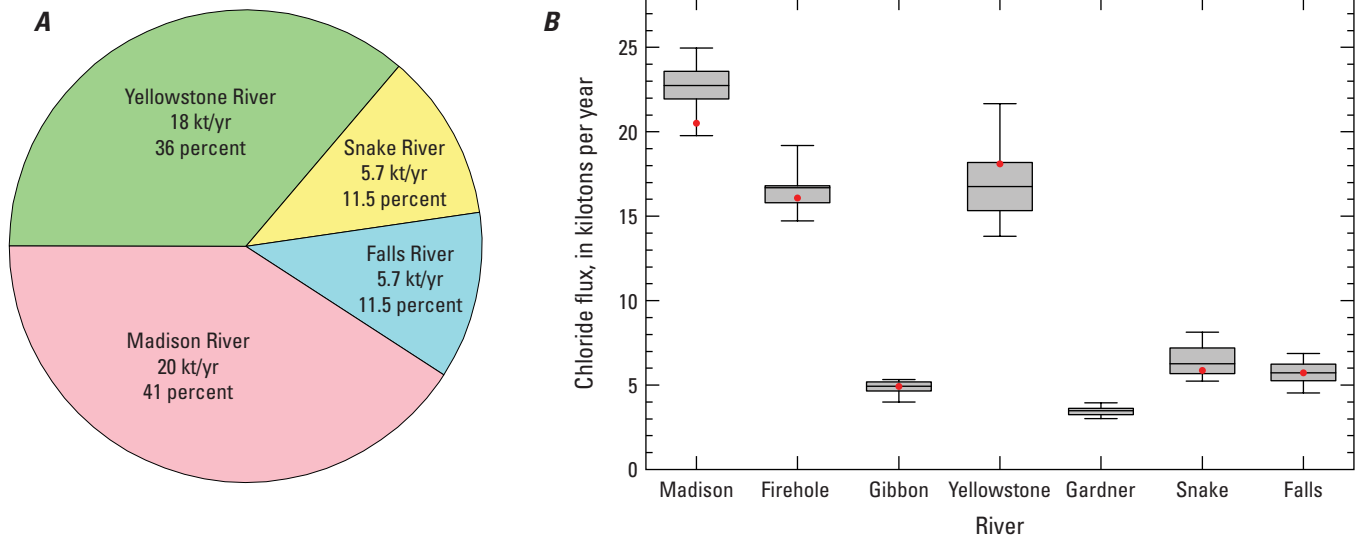 A
Yellowstone River
18 kt/yr
36 percent
Snake River
5.7 kt/yr
11.5 percent
Falls River
5.7 kt/yr
11.5 percent
Madison River
20 kt/yr
41 percent
B
Chloride flux, in kilotons per year
25
20
15
10
5
0
Madison Firehole Gibbon Yellowstone Gardner Snake Falls
River